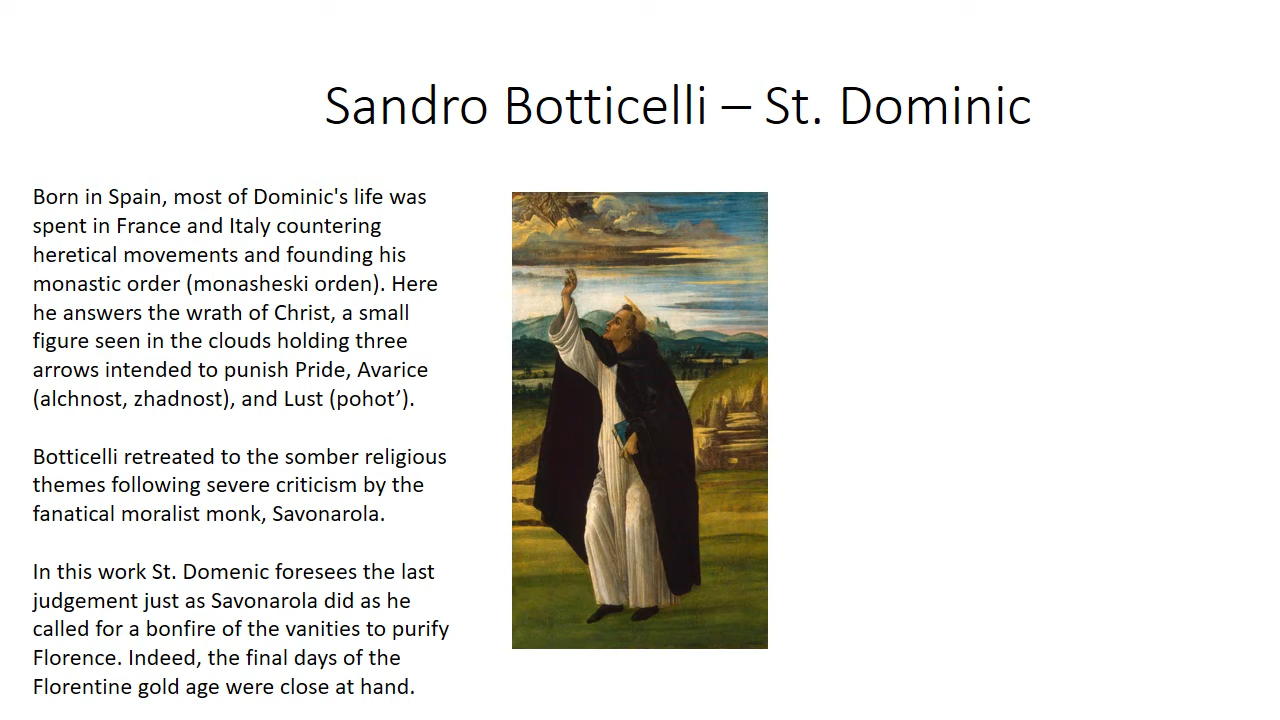 Sandro Botticelli – St. Dominic
Born in Spain, most of Dominic's life was
spent in France and Italy countering
heretical movements and founding his
monastic order (monasheski orden). Here
he answers the wrath of Christ, a small
figure seen in the clouds holding three
arrows intended to punish Pride, Avarice
(alchnost, zhadnost), and Lust (pohot’).
Botticelli retreated to the somber religious
themes following severe criticism by the
fanatical moralist monk, Savonarola.
In this work St. Domenic foresees the last
judgement just as Savonarola did as he
called for a bonfire of the vanities to purify
Florence. Indeed, the final days of the
Florentine gold age were close at hand.